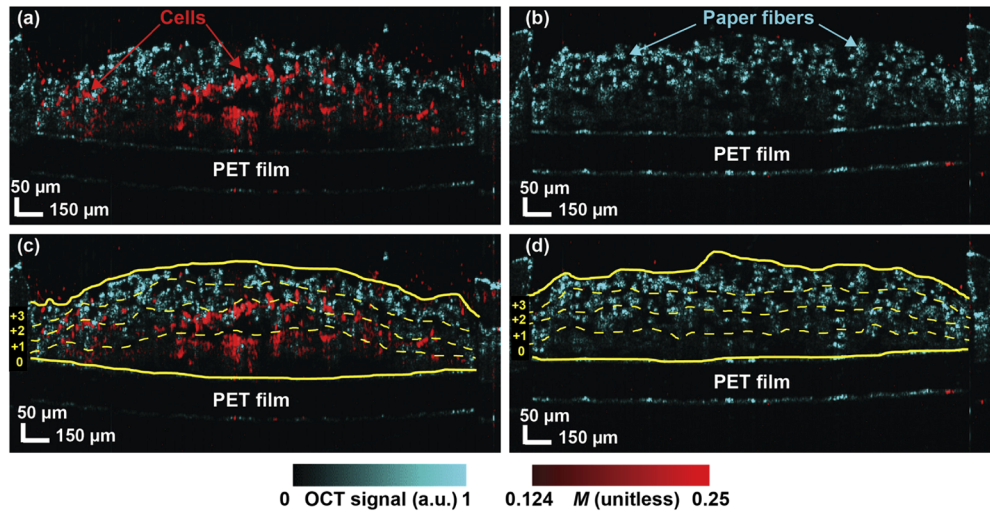 (a)
Cells
PET film
50 µm
150 µm
(b)
Paper fibers
PET film
50 µm
150 µm
(c)
+3
+2
+1
0
PET film
50 µm
150 µm
(d)
+3
+2
+1
0
PET film
50 µm
150 µm
0 OCT signal (a.u.) 1
0.124 M (unitless) 0.25